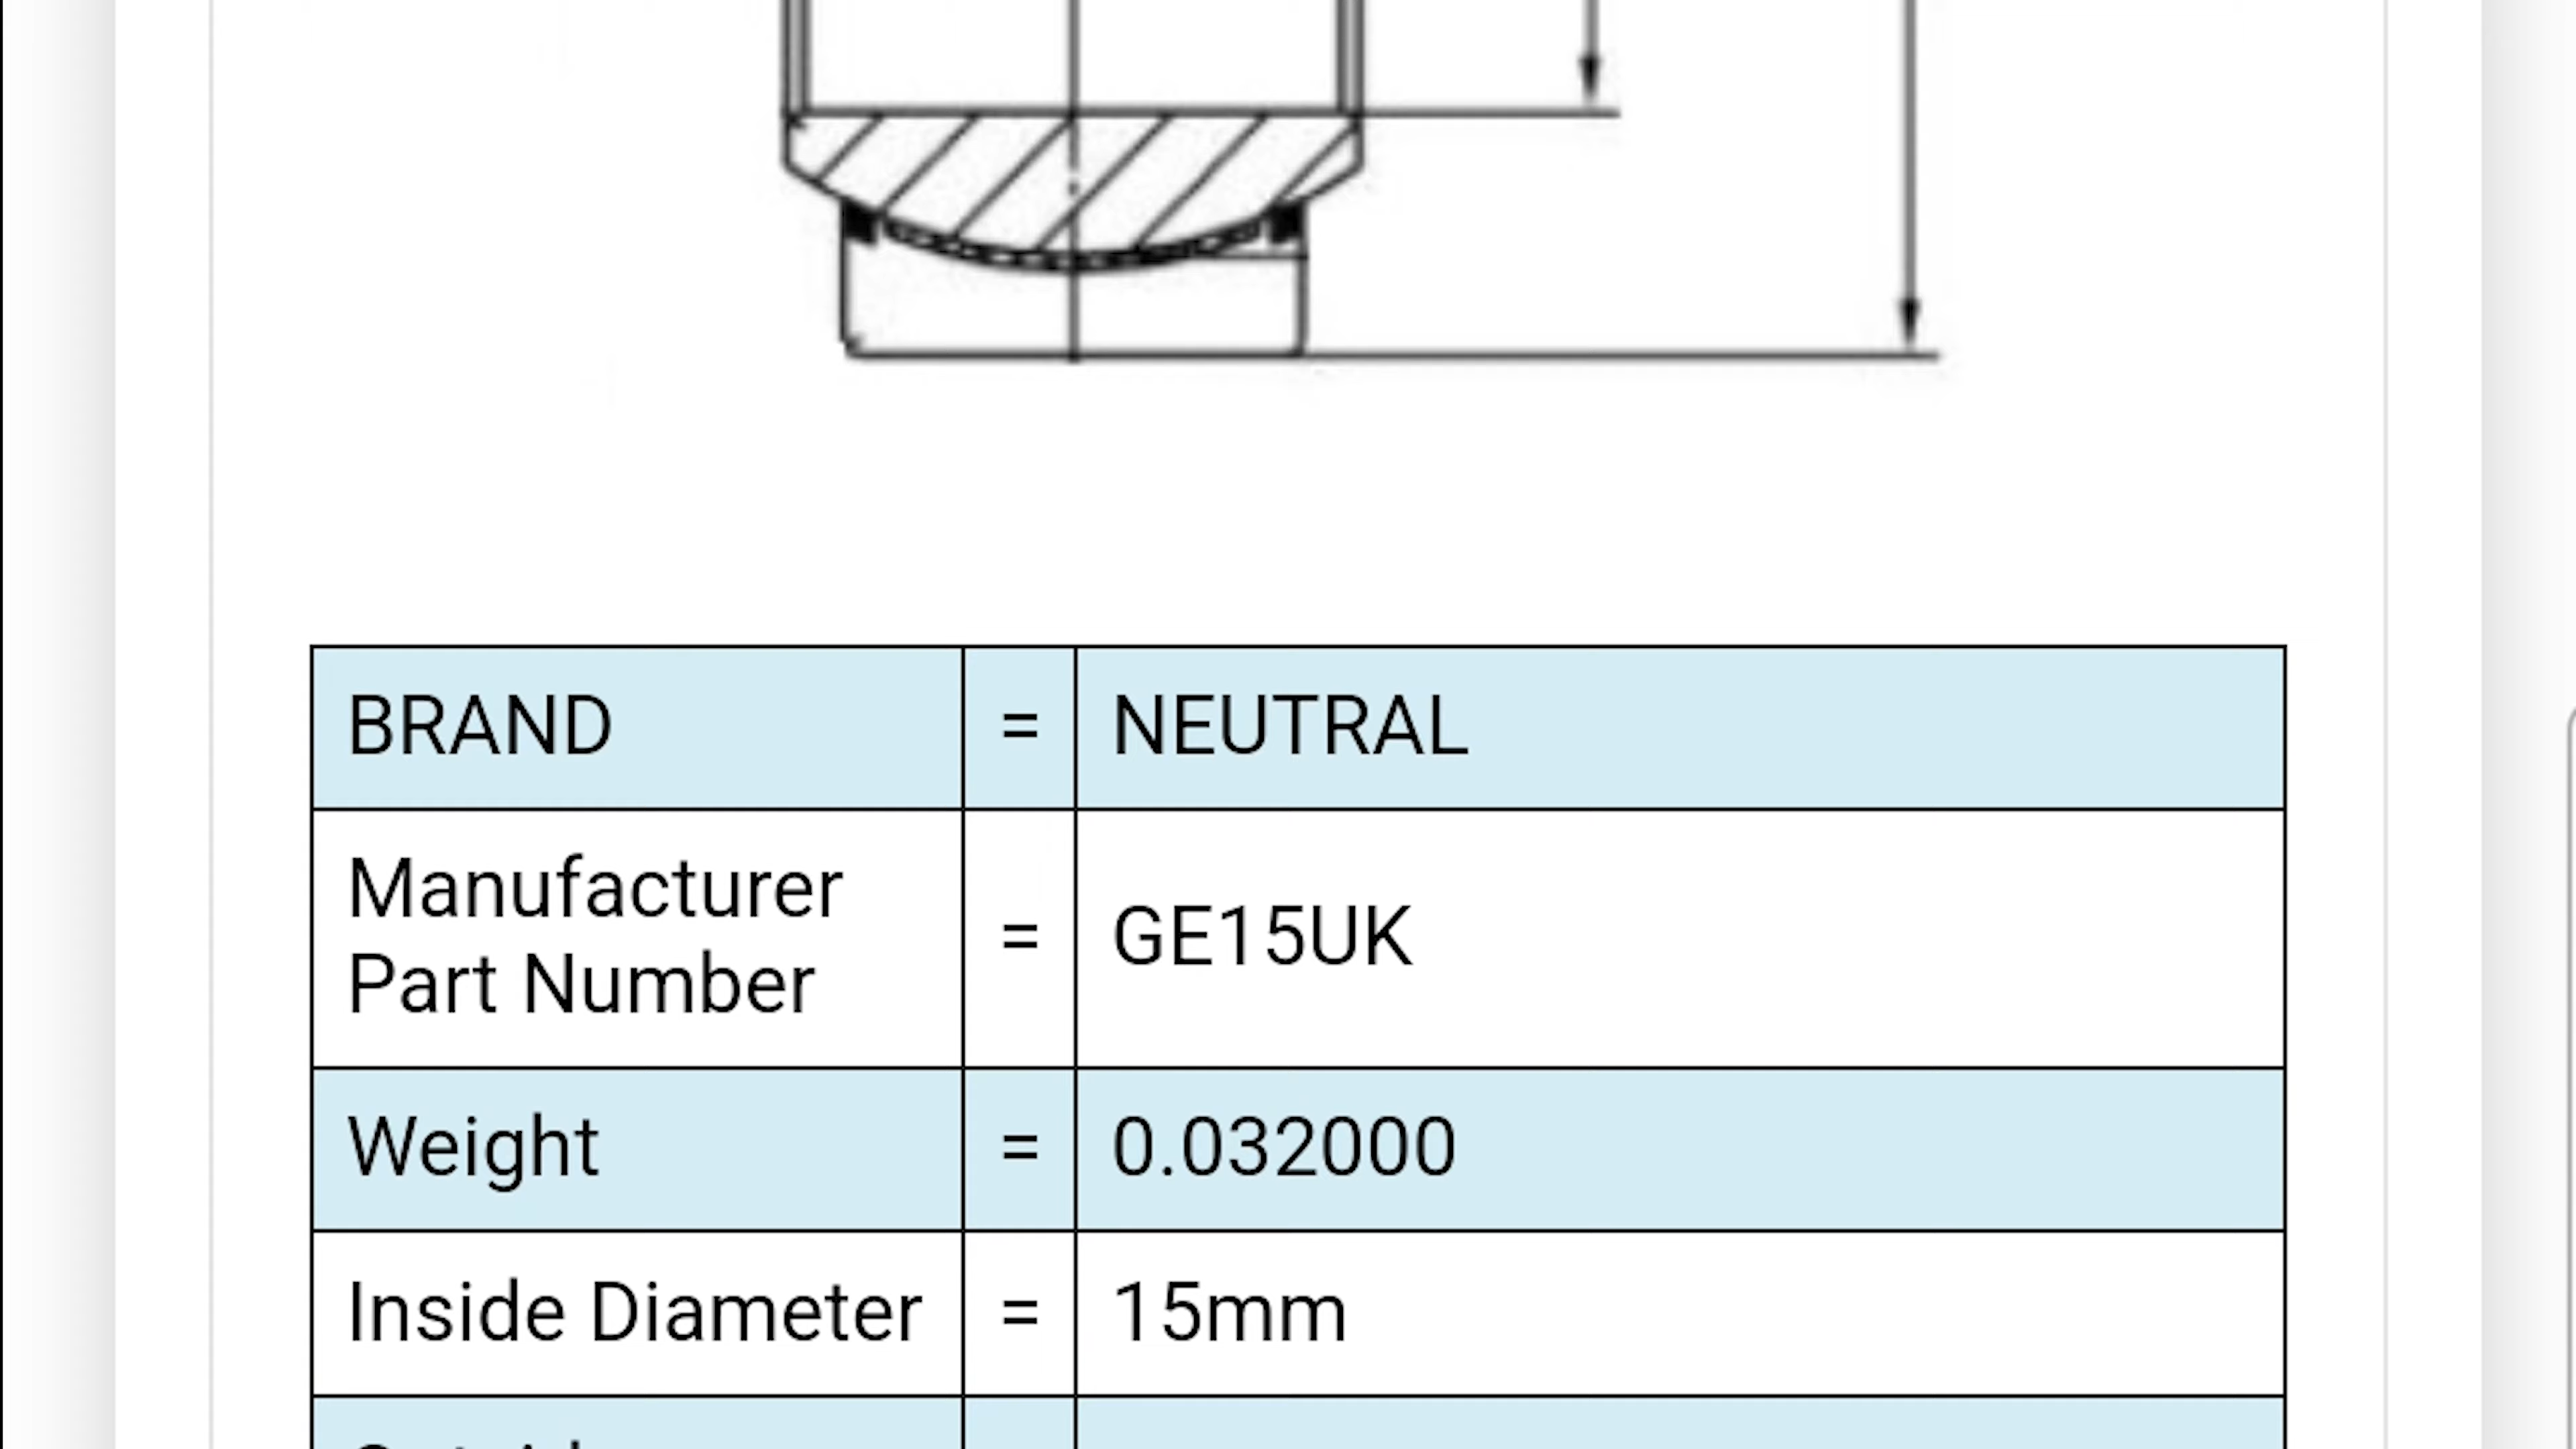 BRAND = NEUTRAL
Manufacturer
Part Number = GE15UK
Weight = 0.032000
Inside Diameter = 15mm